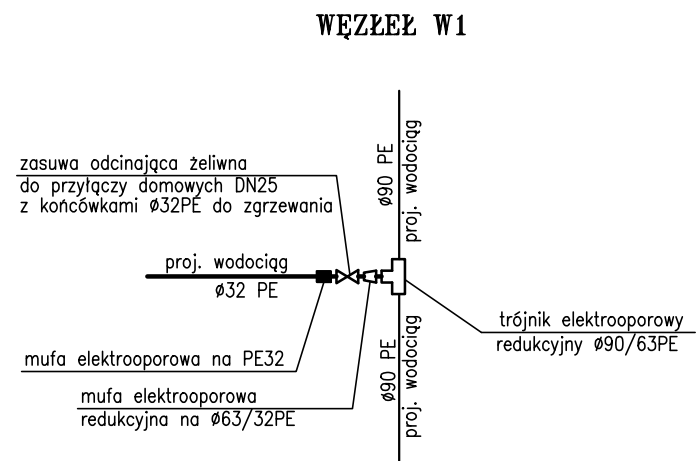 WĘZŁEŁ W1
zasuwa odcinająca żeliwna
do przyłączy domowych DN25
z końcówkami Ø32PE do zgrzewania
Ø90 PE
proj. wodociąg
proj. wodociąg
Ø32 PE
trójnik elektrooporowy
redukcyjny Ø90/63PE
mufa elektrooporowa na PE32
mufa elektrooporowa
redukcyjna na Ø63/32PE
Ø90 PE
proj. wodociąg